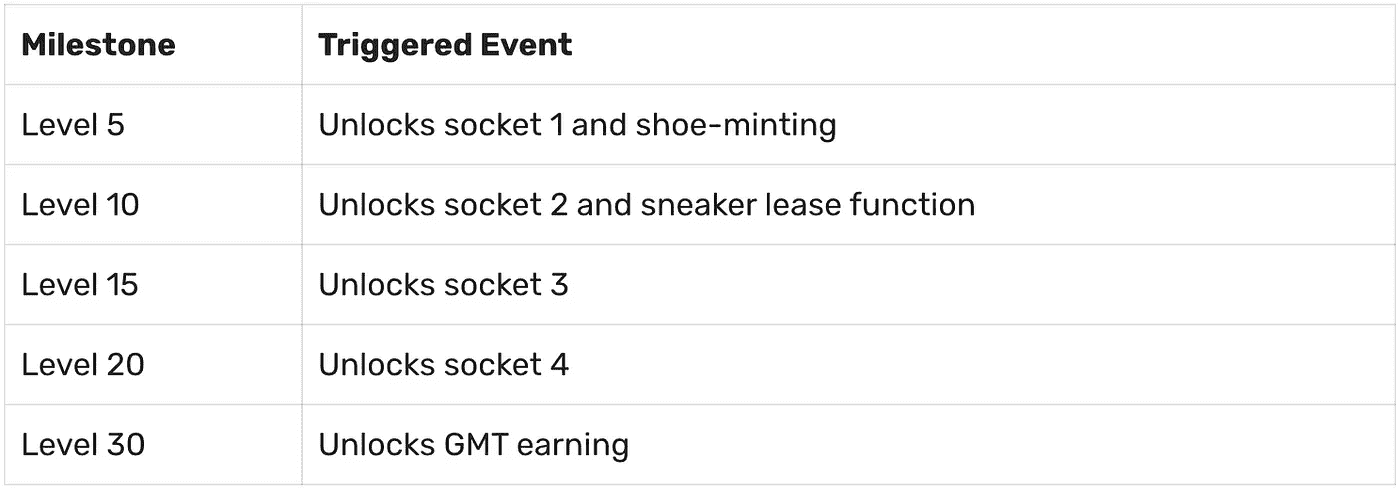 Milestone Triggered Event
Level 5 Unlocks socket 1 and shoe-minting
Level 10 Unlocks socket 2 and sneaker lease function
Level 15 Unlocks socket 3
Level 20 Unlocks socket 4
Level 30 Unlocks GMT earning